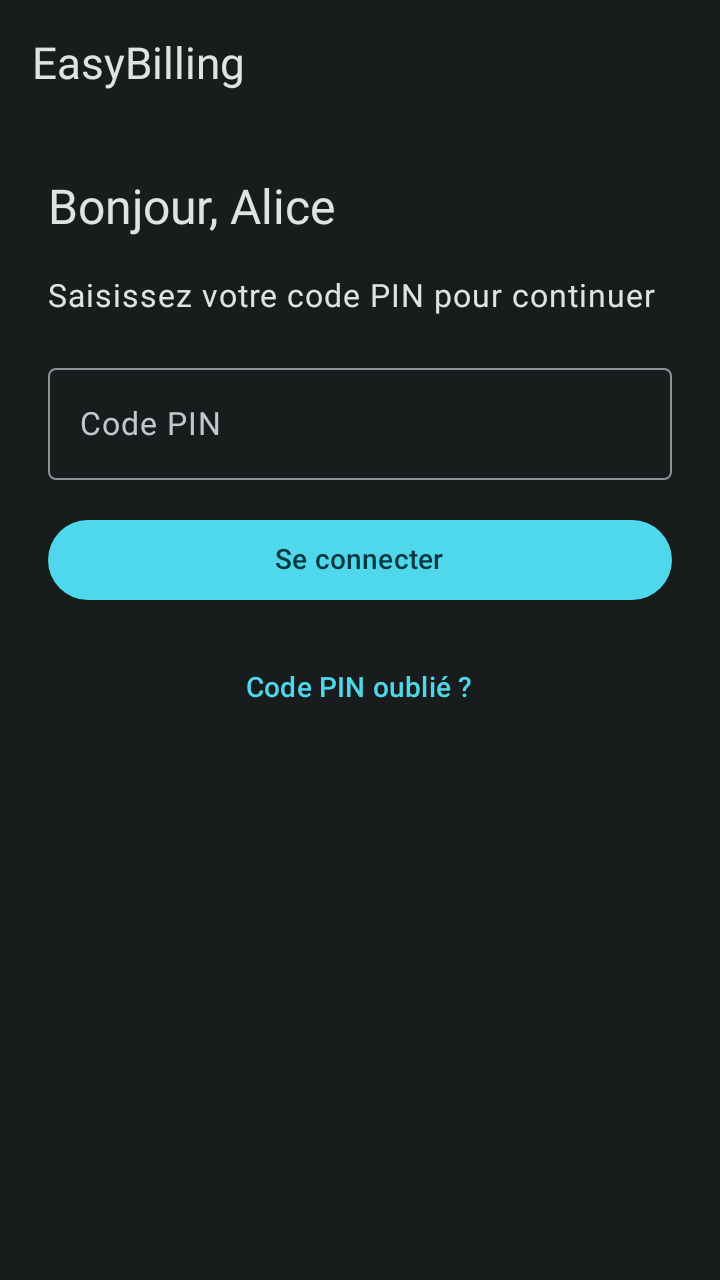 EasyBilling
Bonjour, Alice
Saisissez votre code PIN pour continuer
Code PIN
Se connecter
Code PIN oublié ?